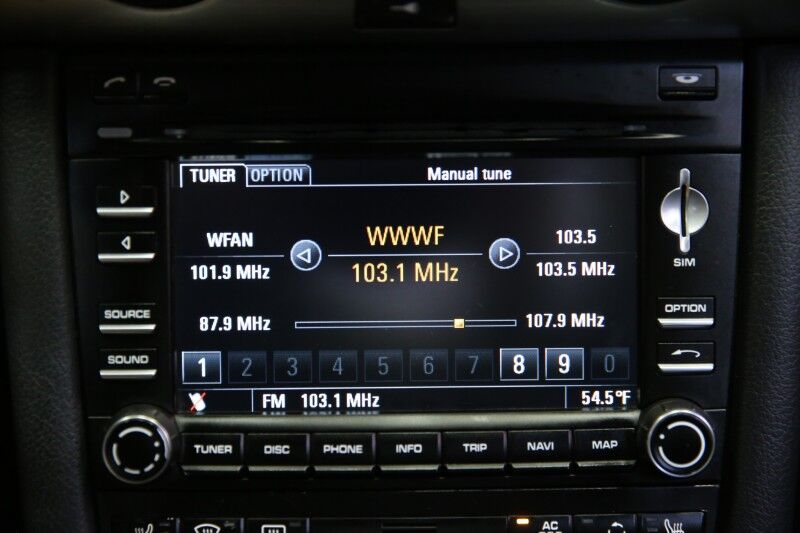 TUNER OPTION Manual tune
WFAN WWWF 103.5
101.9 MHz 103.1 MHz 103.5 MHz
SIM
SOURCE 87.9 MHz 107.9 MHz OPTION
SOUND 1 2 3 4 5 6 7 8 9 0
FM 103.1 MHz 54.5°F
TUNER DISC PHONE INFO TRIP NAVI MAP
AC